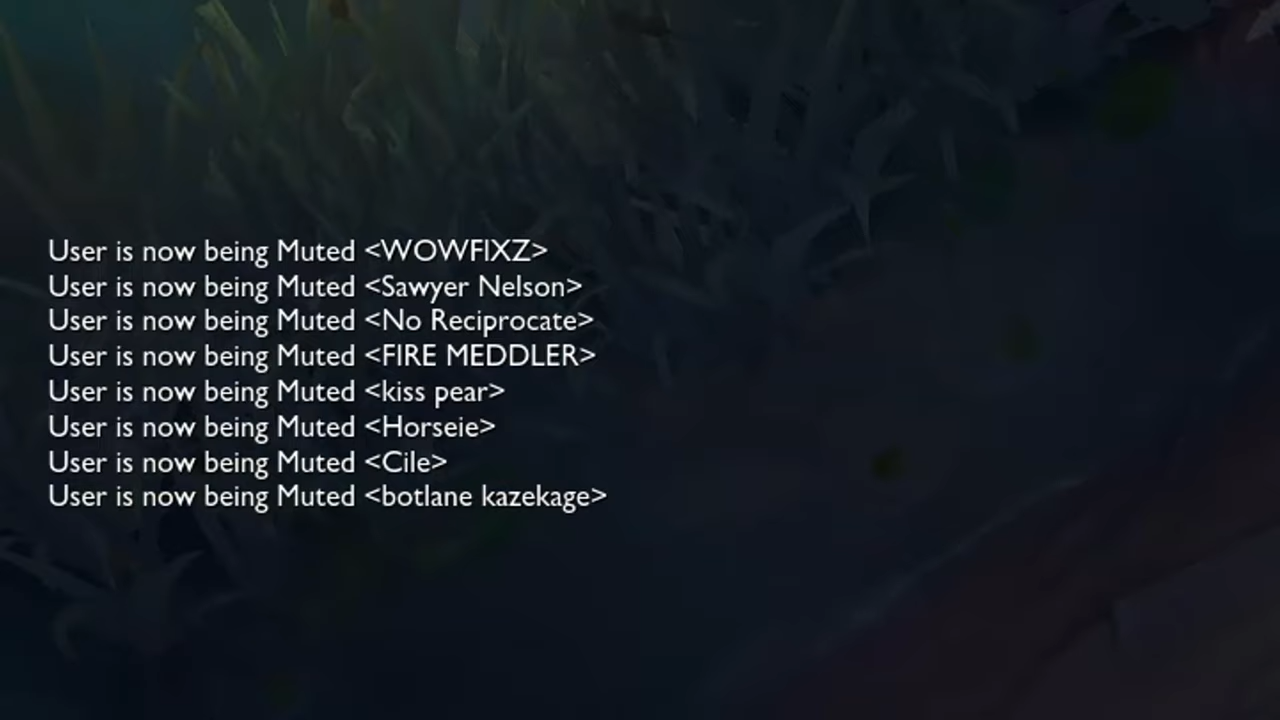 User is now being Muted <WOWFIXZ>
User is now being Muted <Sawyer Nelson>
User is now being Muted <No Reciprocate>
User is now being Muted <FIRE MEDDLER>
User is now being Muted <kiss pear>
User is now being Muted <Horseie>
User is now being Muted <Cile>
User is now being Muted <botlane kazekage>